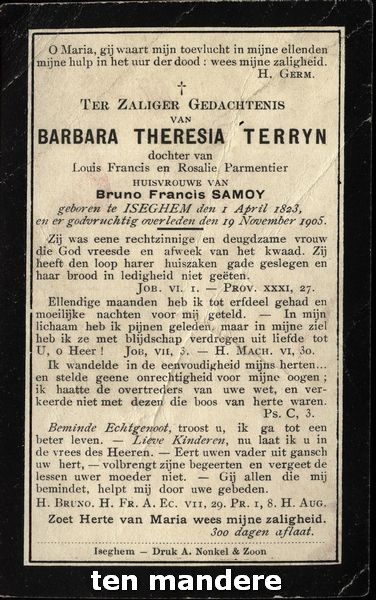 O Maria, gij waart mijn toevlucht in mijne ellenden
mijne hulp in het uur der dood : wees mijne zaligheid.
H. Germ.
†
Ter Zaliger Gedachtenis
VAN
BARBARA THERESIA TERRYN
dochter van
Louis Francis en Rosalie Parmentier
HUISVROUWE VAN
Bruno Francis SAMOY
geboren te ISEGHEM den 1 April 1823,
en er godvruchtig overleden den 19 November 1905.
Zij was eene rechtzinnige en deugdzame vrouw
die God vreesde en afweek van het kwaad. Zij
heeft den loop harer huiszaken gade geslegen en
haar brood in ledigheid niet geëten.
Job. VI. 1. — Prov. XXXI, 27.
Ellendige maanden heb ik tot erfdeel gehad en
moeilijke nachten voor mij geteld. — In mijn
lichaam heb ik pijnen geleden, maar in mijne ziel
heb ik ze met blijdschap verdregen uit liefde tot
U, o Heer ! Job, VII, 3. — H. Mach. VI, 30.
Ik wandelde in de eenvoudigheid mijns herten...
en stelde geene onrechtigheid voor mijne oogen ;
ik haatte de overtreders van uwe wet, en ver-
keerde niet met dezen die boos van herte waren.
Ps. C, 3.
Beminde Echtgenoot, troost u, ik ga tot een
beter leven. — Lieve Kinderen, nu laat ik u in
de vrees des Heeren. — Eert uwen vader uit gansch
uw hert, — volbrengt zijne begeerten en vergeet de
lessen uwer moeder niet. — Gij allen die mij
bemindet, helpt mij door uwe gebeden.
H. Bruno. H. Fr. A. Ec. VII, 29. Pr. 1, 8. H. Aug.
Zoet Herte van Maria wees mijne zaligheid.
300 dagen aflaat.
Iseghem — Druk A. Nonkel & Zoon
ten mandere